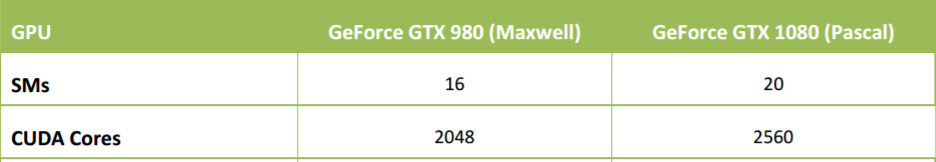 GPU GeForce GTX 980 (Maxwell) GeForce GTX 1080 (Pascal)
SMs 16 20
CUDA Cores 2048 2560